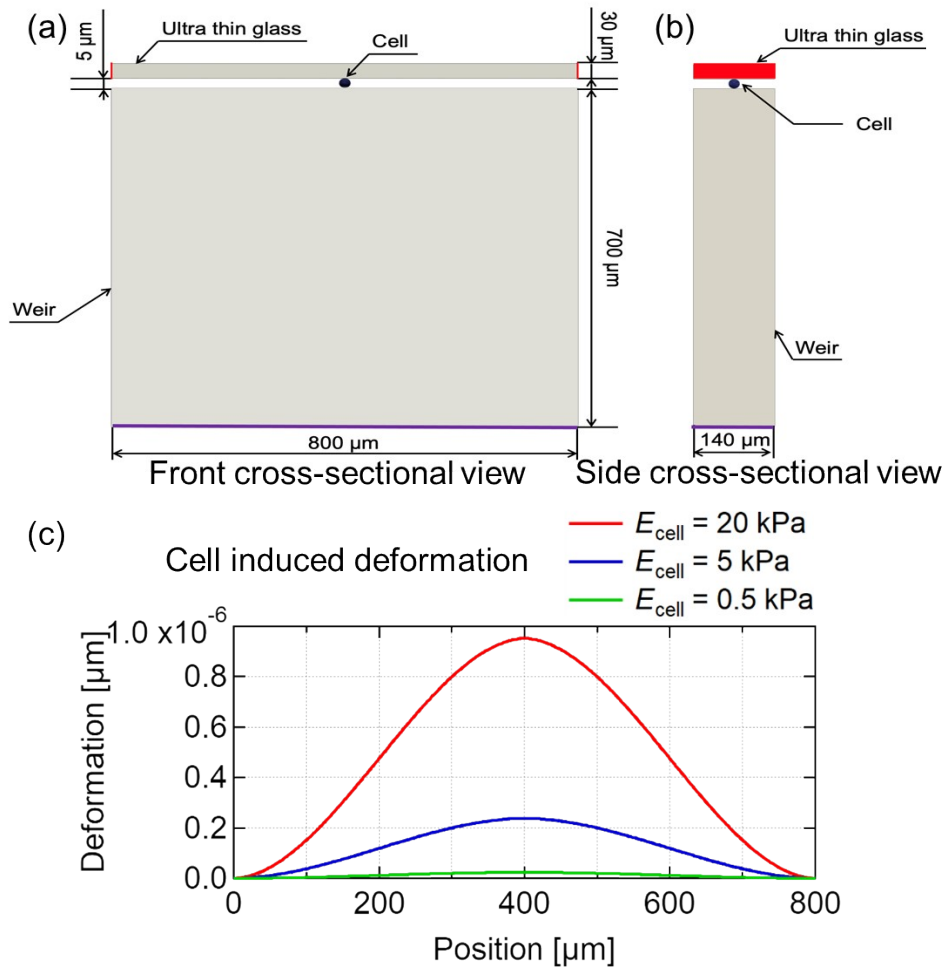 (a)
Ultra thin glass
Cell
5 µm
30 µm
700 µm
Weir
800 µm
Front cross-sectional view
(b)
Ultra thin glass
Cell
Weir
140 µm
Side cross-sectional view
(c)
Cell induced deformation
E_cell = 20 kPa
E_cell = 5 kPa
E_cell = 0.5 kPa
1.0 x10^-6
0.8
0.6
0.4
0.2
0.0
Deformation [µm]
0
200
400
600
800
Position [µm]